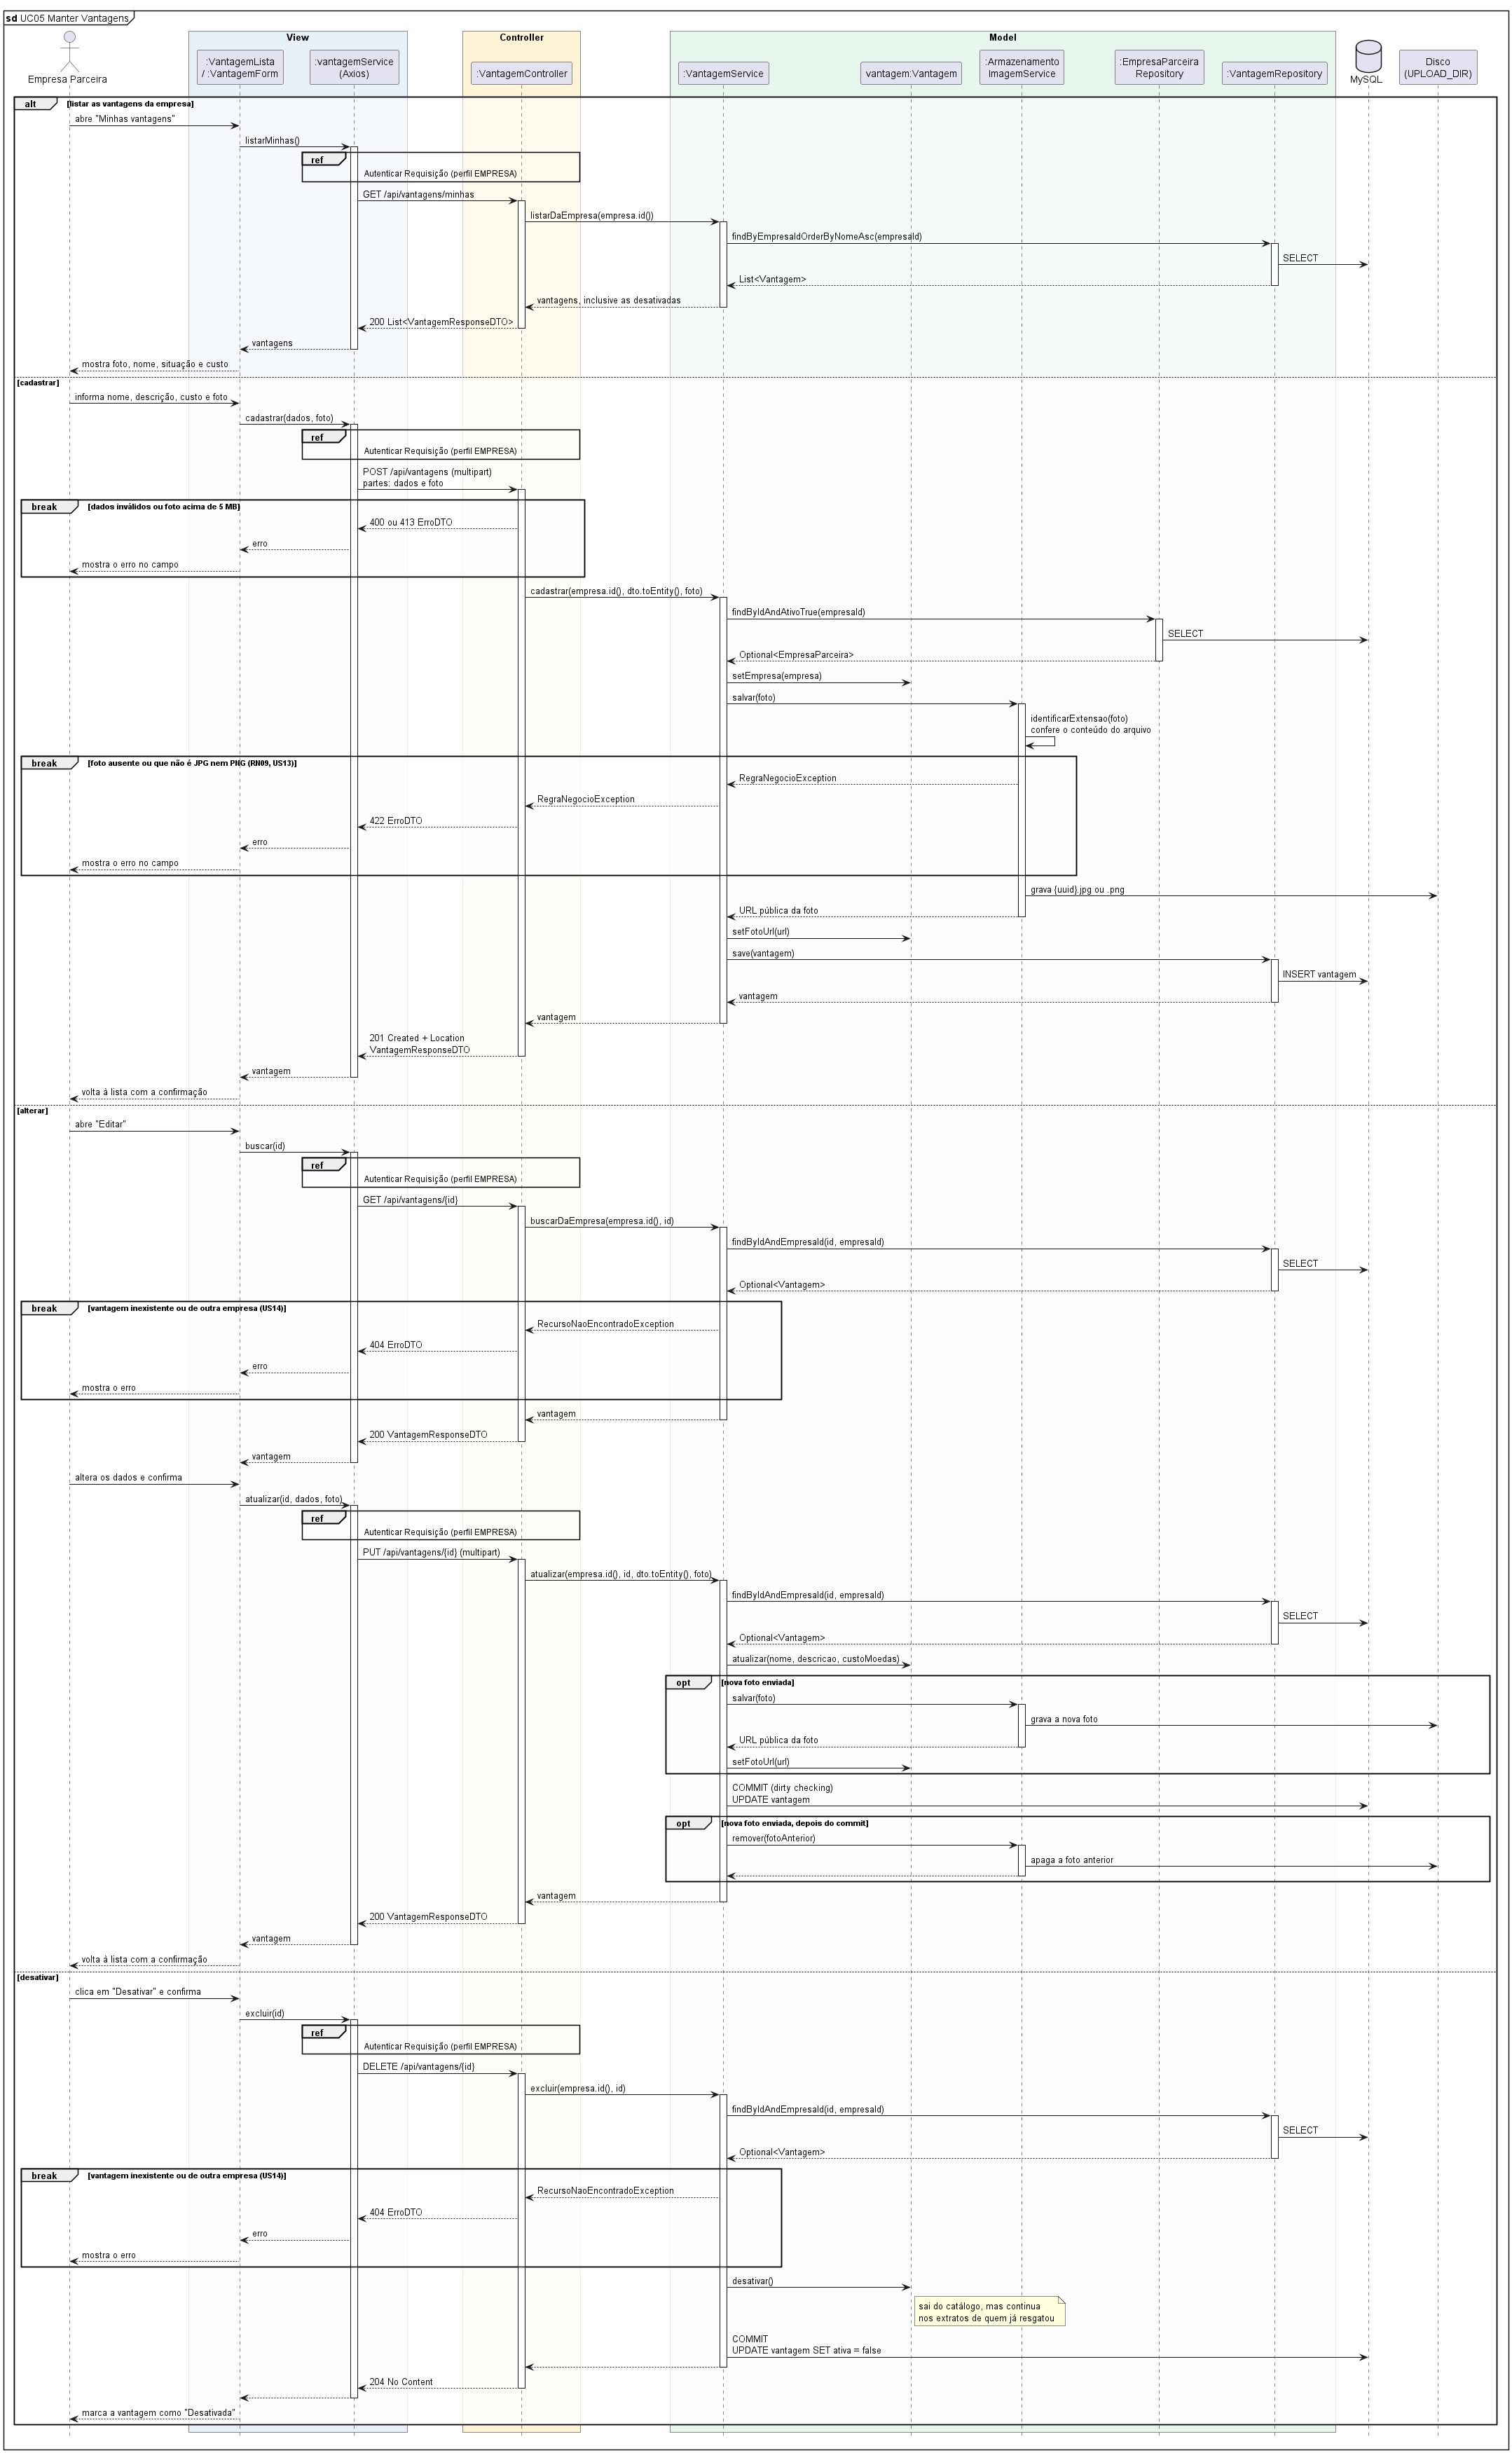 sd UC05 Manter Vantagens
View
Controller
Model
Empresa Parceira
:VantagemLista
/ :VantagemForm
:vantagemService
(Axios)
:VantagemController
:VantagemService
vantagem:Vantagem
:Armazenamento
ImagemService
:EmpresaParceira
Repository
:VantagemRepository
MySQL
Disco
(UPLOAD_DIR)
alt [listar as vantagens da empresa]
abre "Minhas vantagens"
listarMinhas()
ref
Autenticar Requisição (perfil EMPRESA)
GET /api/vantagens/minhas
listarDaEmpresa(empresa.id())
findByEmpresaIdOrderByNomeAsc(empresaId)
SELECT
List<Vantagem>
vantagens, inclusive as desativadas
200 List<VantagemResponseDTO>
vantagens
mostra foto, nome, situação e custo
[cadastrar]
informa nome, descrição, custo e foto
cadastrar(dados, foto)
ref
Autenticar Requisição (perfil EMPRESA)
POST /api/vantagens (multipart)
partes: dados e foto
break [dados inválidos ou foto acima de 5 MB]
400 ou 413 ErroDTO
erro
mostra o erro no campo
cadastrar(empresa.id(), dto.toEntity(), foto)
findByIdAndAtivoTrue(empresaId)
SELECT
Optional<EmpresaParceira>
setEmpresa(empresa)
salvar(foto)
identificarExtensao(foto)
confere o conteúdo do arquivo
break [foto ausente ou que não é JPG nem PNG (RN09, US13)]
RegraNegocioException
RegraNegocioException
422 ErroDTO
erro
mostra o erro no campo
grava {uuid}.jpg ou .png
URL pública da foto
setFotoUrl(url)
save(vantagem)
INSERT vantagem
vantagem
vantagem
201 Created + Location
VantagemResponseDTO
vantagem
volta à lista com a confirmação
[alterar]
abre "Editar"
buscar(id)
ref
Autenticar Requisição (perfil EMPRESA)
GET /api/vantagens/{id}
buscarDaEmpresa(empresa.id(), id)
findByIdAndEmpresaId(id, empresaId)
SELECT
Optional<Vantagem>
break [vantagem inexistente ou de outra empresa (US14)]
RecursoNaoEncontradoException
404 ErroDTO
erro
mostra o erro
vantagem
200 VantagemResponseDTO
vantagem
altera os dados e confirma
atualizar(id, dados, foto)
ref
Autenticar Requisição (perfil EMPRESA)
PUT /api/vantagens/{id} (multipart)
atualizar(empresa.id(), id, dto.toEntity(), foto)
findByIdAndEmpresaId(id, empresaId)
SELECT
Optional<Vantagem>
atualizar(nome, descricao, custoMoedas)
opt [nova foto enviada]
salvar(foto)
grava a nova foto
URL pública da foto
setFotoUrl(url)
COMMIT (dirty checking)
UPDATE vantagem
opt [nova foto enviada, depois do commit]
remover(fotoAnterior)
apaga a foto anterior
vantagem
200 VantagemResponseDTO
vantagem
volta à lista com a confirmação
[desativar]
clica em "Desativar" e confirma
excluir(id)
ref
Autenticar Requisição (perfil EMPRESA)
DELETE /api/vantagens/{id}
excluir(empresa.id(), id)
findByIdAndEmpresaId(id, empresaId)
SELECT
Optional<Vantagem>
break [vantagem inexistente ou de outra empresa (US14)]
RecursoNaoEncontradoException
404 ErroDTO
erro
mostra o erro
desativar()
sai do catálogo, mas continua
nos extratos de quem já resgatou
COMMIT
UPDATE vantagem SET ativa = false
204 No Content
marca a vantagem como "Desativada"